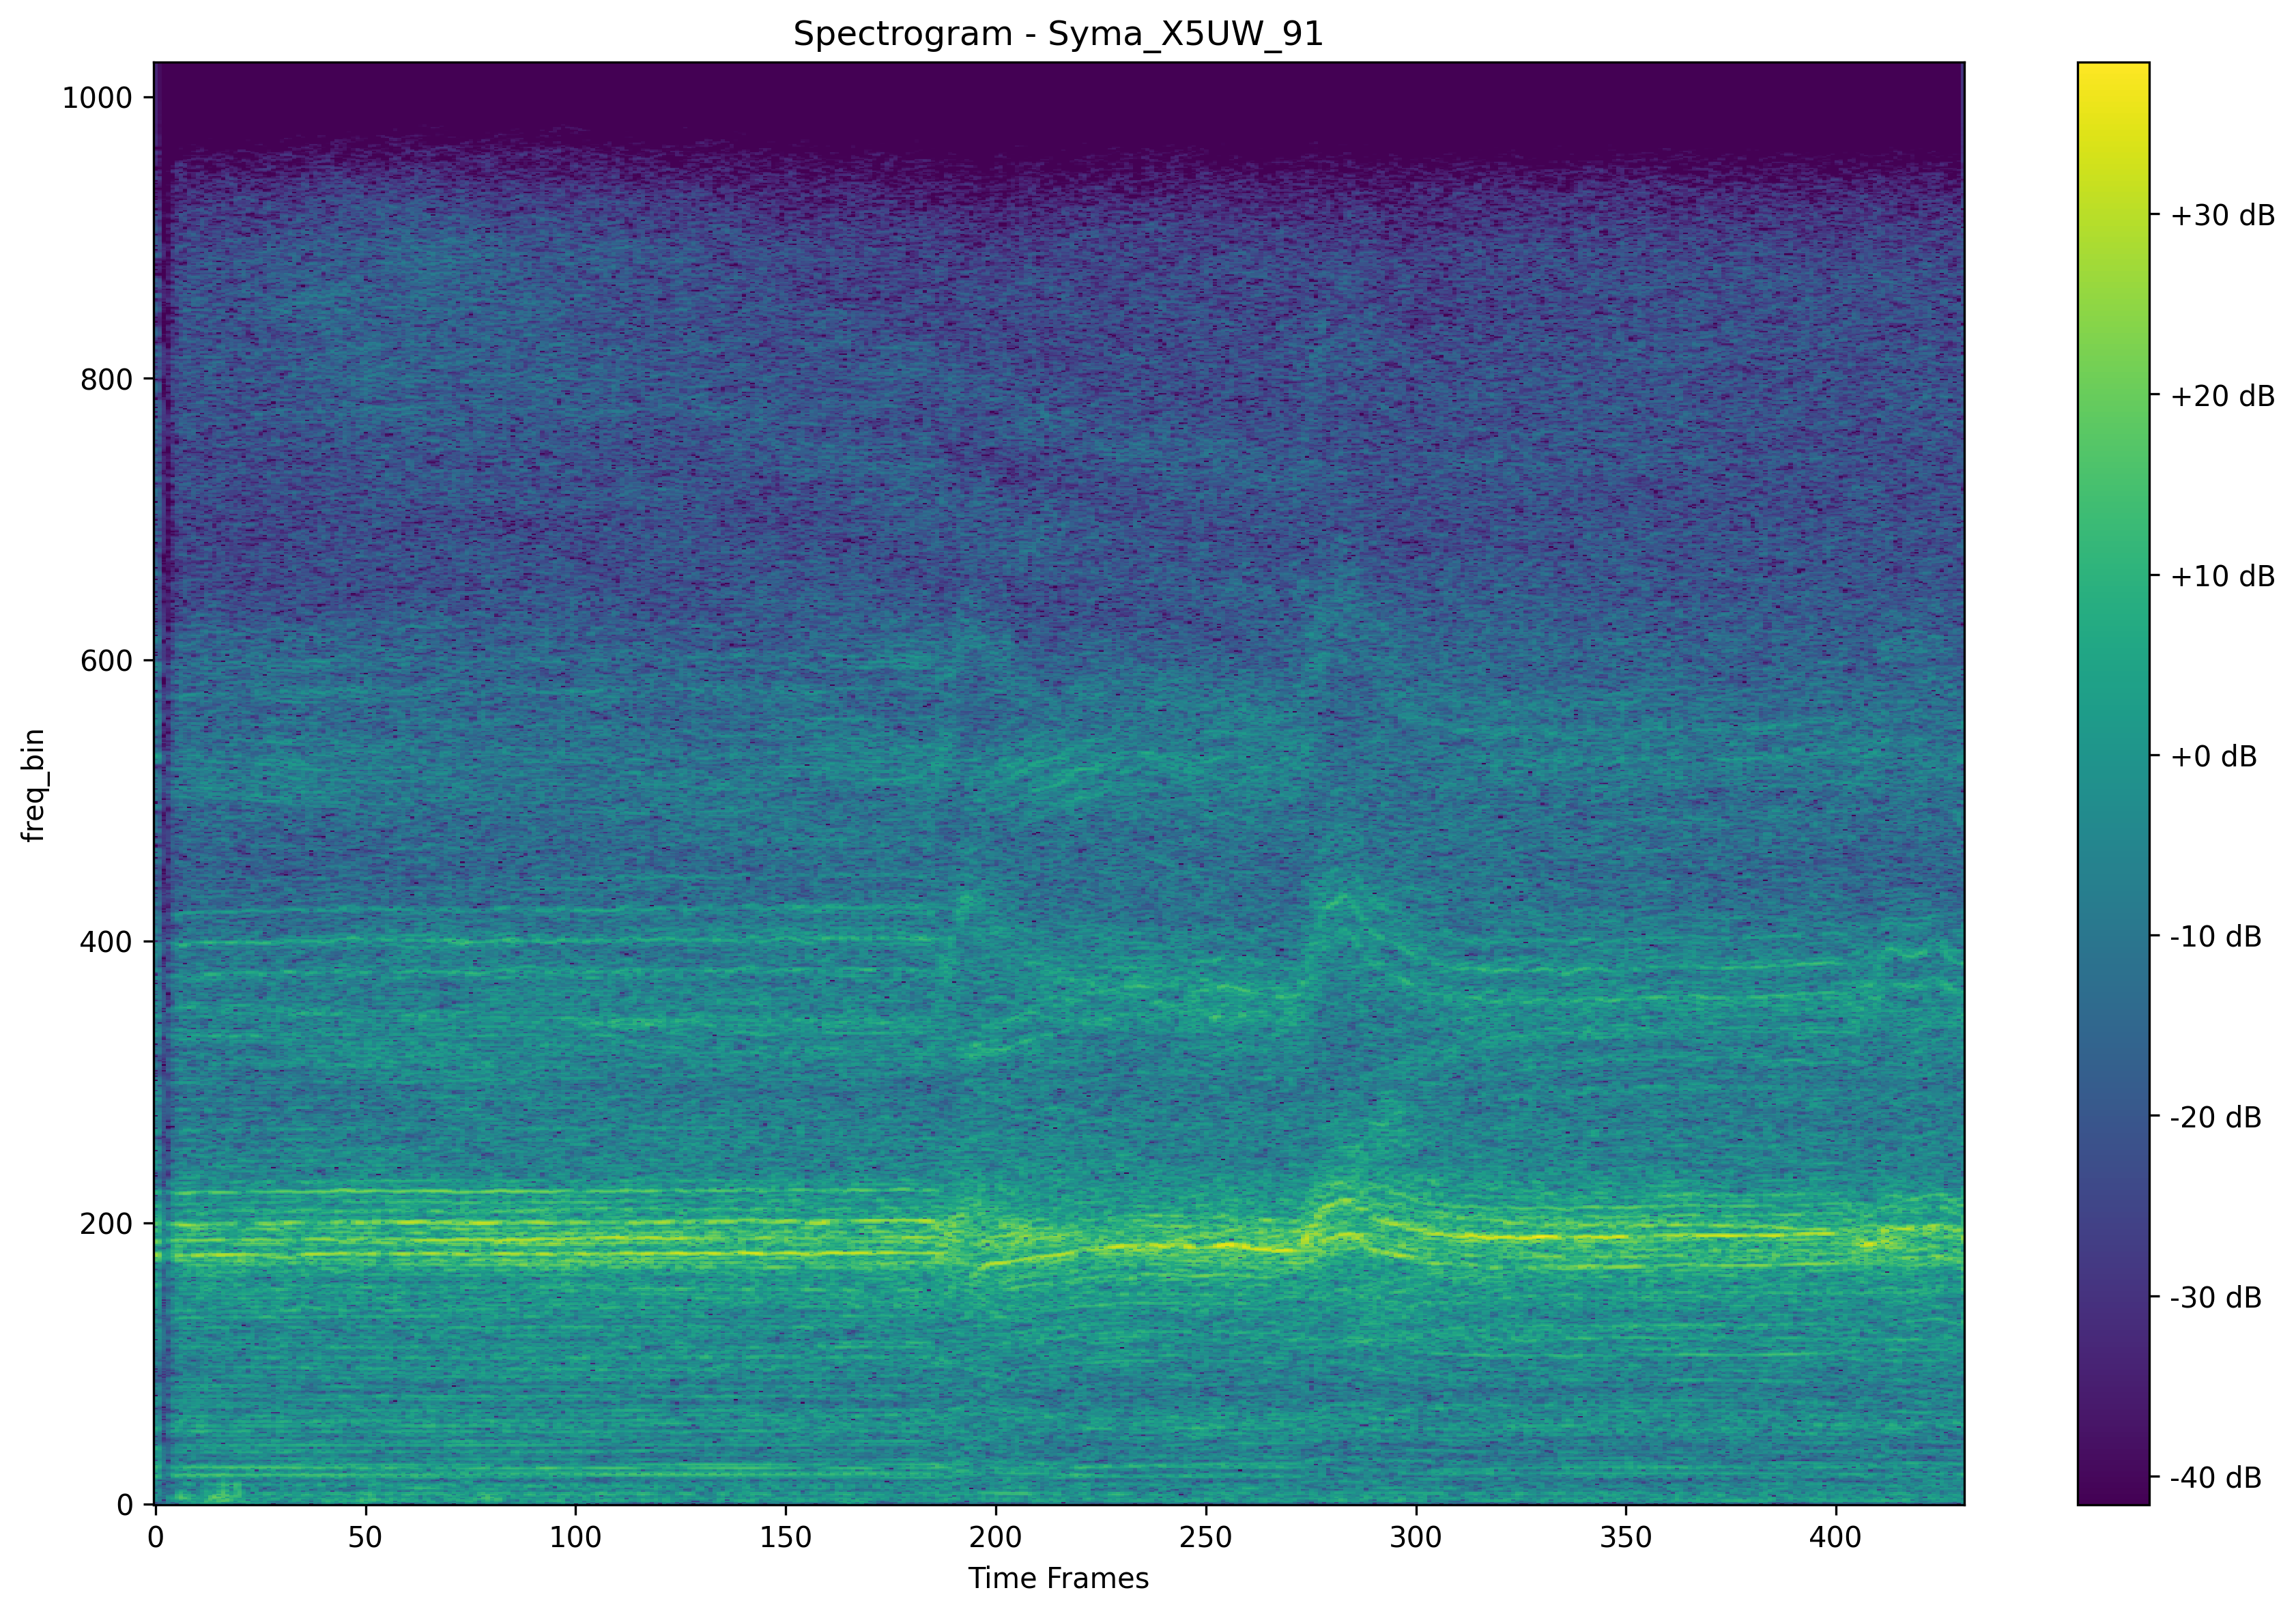 Spectrogram - Syma_X5UW_91
1000
800
600
400
200
0
freq_bin
0 50 100 150 200 250 300 350 400
Time Frames
+30 dB
+20 dB
+10 dB
+0 dB
-10 dB
-20 dB
-30 dB
-40 dB